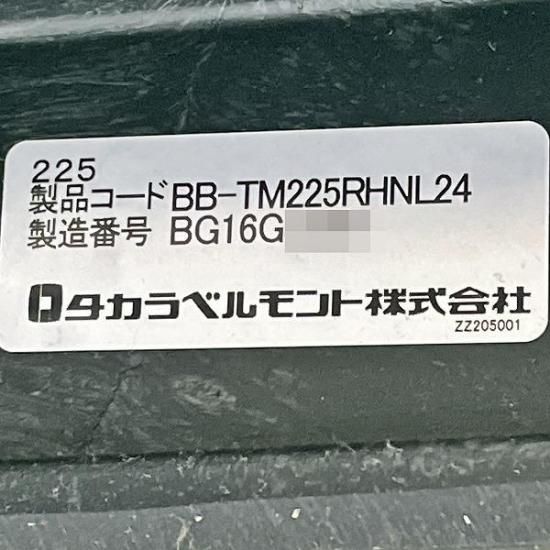 225
製品コード BB-TM225RHNL24
製造番号 BG16G
タカラベルモント株式会社
ZZ205001